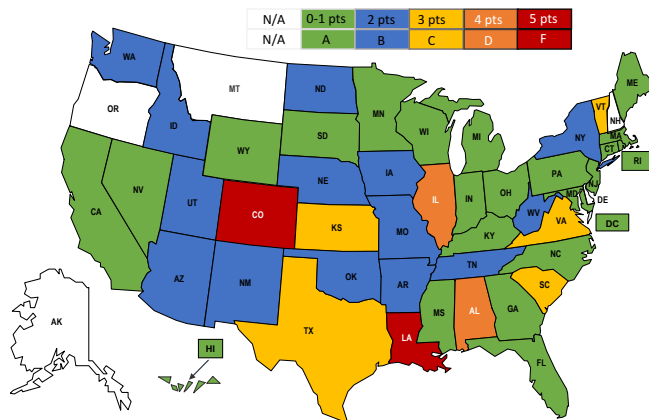 N/A 0-1 pts 2 pts 3 pts 4 pts 5 pts
N/A A B C D F
WA
ND
MT
MN
ME
VT
NH
OR
ID
SD
WI
MI
NY
MA
CT
RI
WY
IA
PA
NJ
NE
OH
MD
DE
NV
UT
CO
IL
IN
WV
VA
DC
CA
KS
MO
KY
NC
AZ
NM
OK
AR
TN
SC
AK
TX
MS
AL
GA
LA
HI
FL